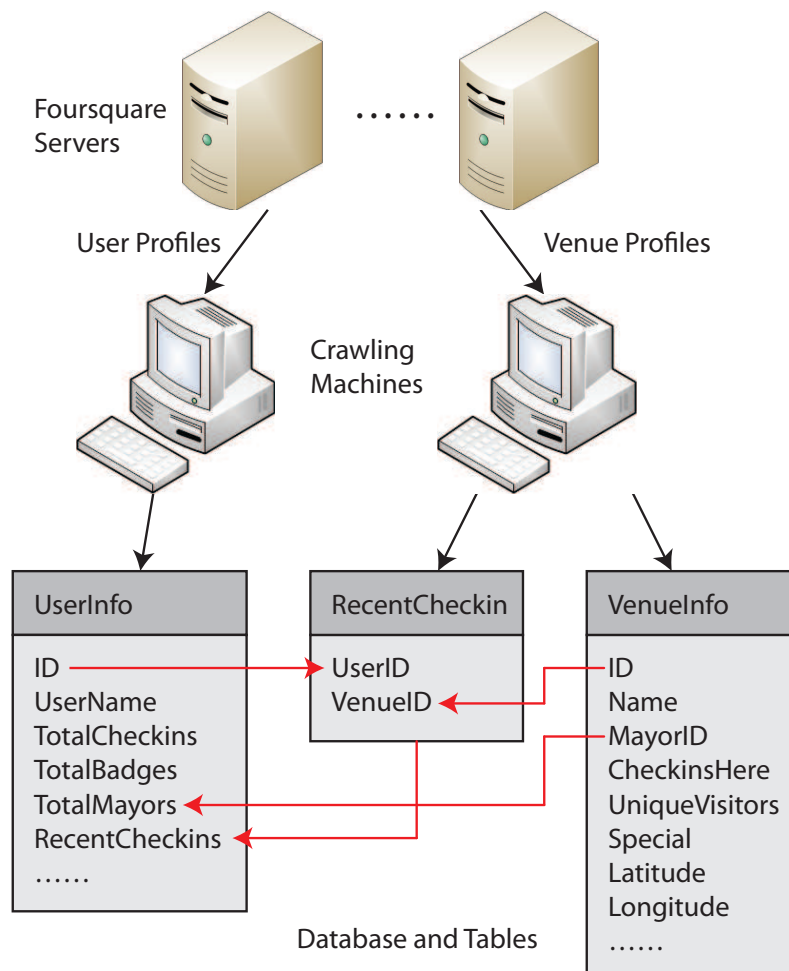 Foursquare
Servers
......
User Profiles
Venue Profiles
Crawling
Machines
UserInfo
ID
UserName
TotalCheckins
TotalBadges
TotalMayors
RecentCheckins
......
RecentCheckin
UserID
VenueID
VenueInfo
ID
Name
MayorID
CheckinsHere
UniqueVisitors
Special
Latitude
Longitude
......
Database and Tables